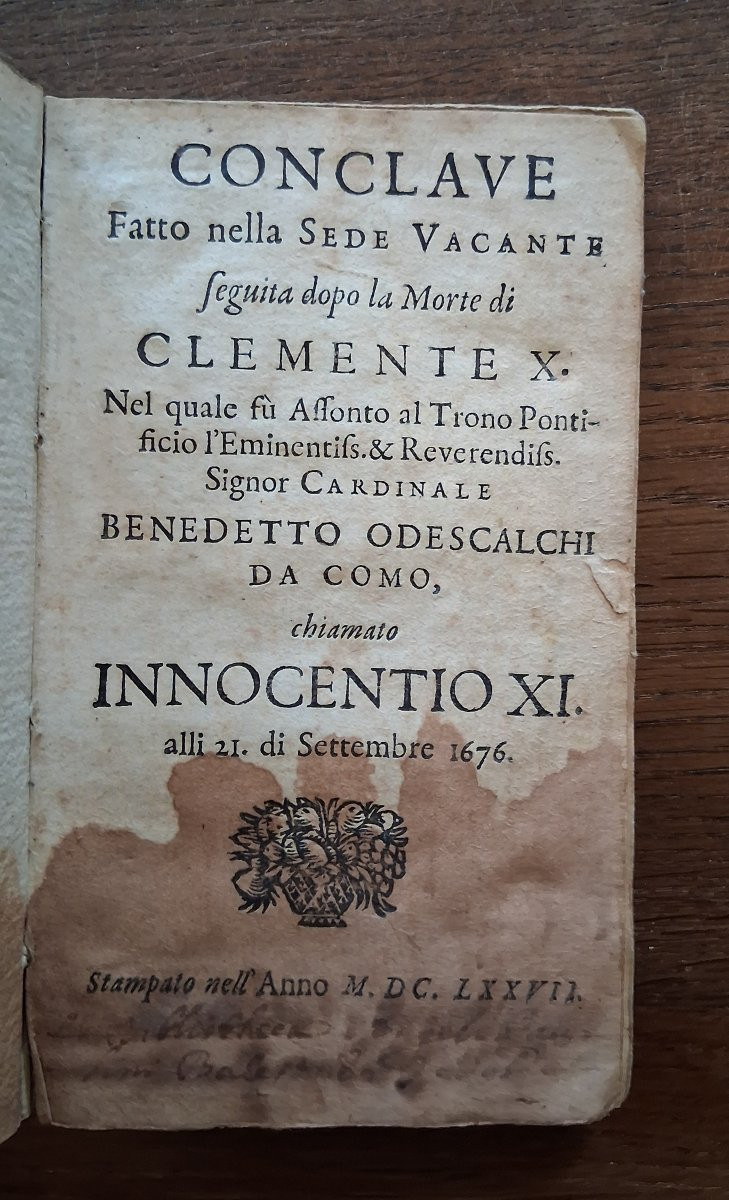 CONCLAVE
Fatto nella SEDE VACANTE
ſeguita dopo la Morte di
CLEMENTE X.
Nel quale fù Aſſonto al Trono Ponti-
ficio l'Eminentiſs. & Reverendiſs.
Signor CARDINALE
BENEDETTO ODESCALCHI
DA COMO,
chiamato
INNOCENTIO XI.
alli 21. di Settembre 1676.
Stampato nell' Anno M. DC. LXXVII.